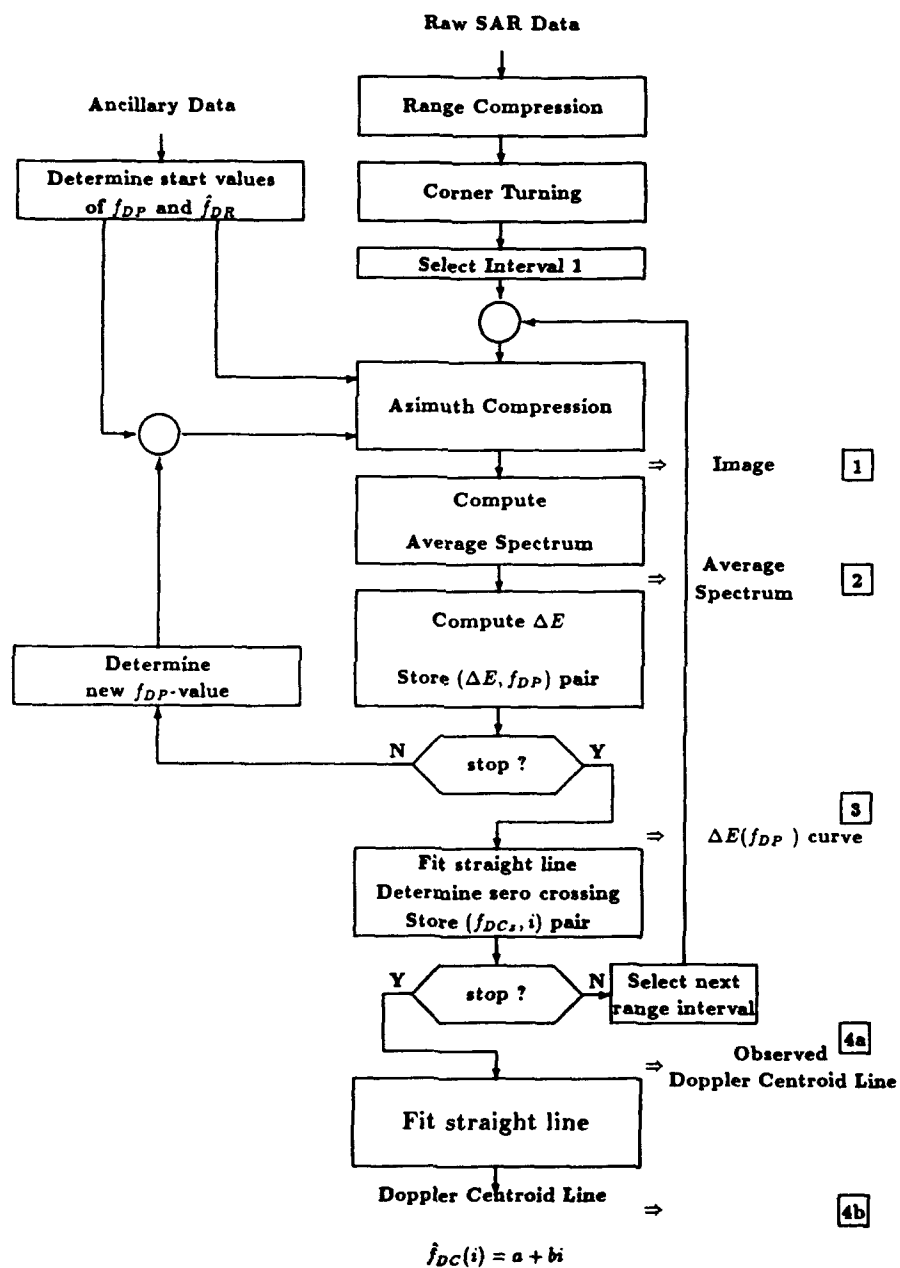 Raw SAR Data
Range Compression
Ancillary Data
Determine start values
of f_DP and f̂_DR
Corner Turning
Select Interval 1
Azimuth Compression
⇒ Image 1
Compute
Average Spectrum
⇒ Average
Spectrum 2
Compute ΔE
Store (ΔE, f_DP) pair
Determine
new f_DP-value
N
stop ?
Y
3
⇒ ΔE(f_DP ) curve
Fit straight line
Determine sero crossing
Store (f_DCs, i) pair
Y
stop ?
N
Select next
range interval
4a
⇒ Observed
Doppler Centroid Line
Fit straight line
Doppler Centroid Line
⇒ 4b
f̂_DC(i) = a + bi